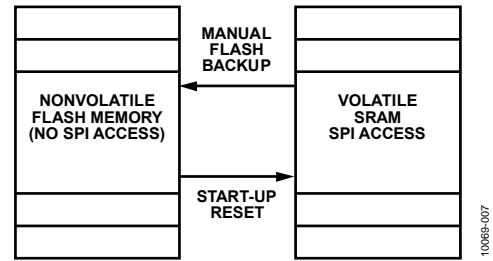 MANUAL
FLASH
BACKUP
NONVOLATILE
FLASH MEMORY
(NO SPI ACCESS)
VOLATILE
SRAM
SPI ACCESS
START-UP
RESET
10069-007